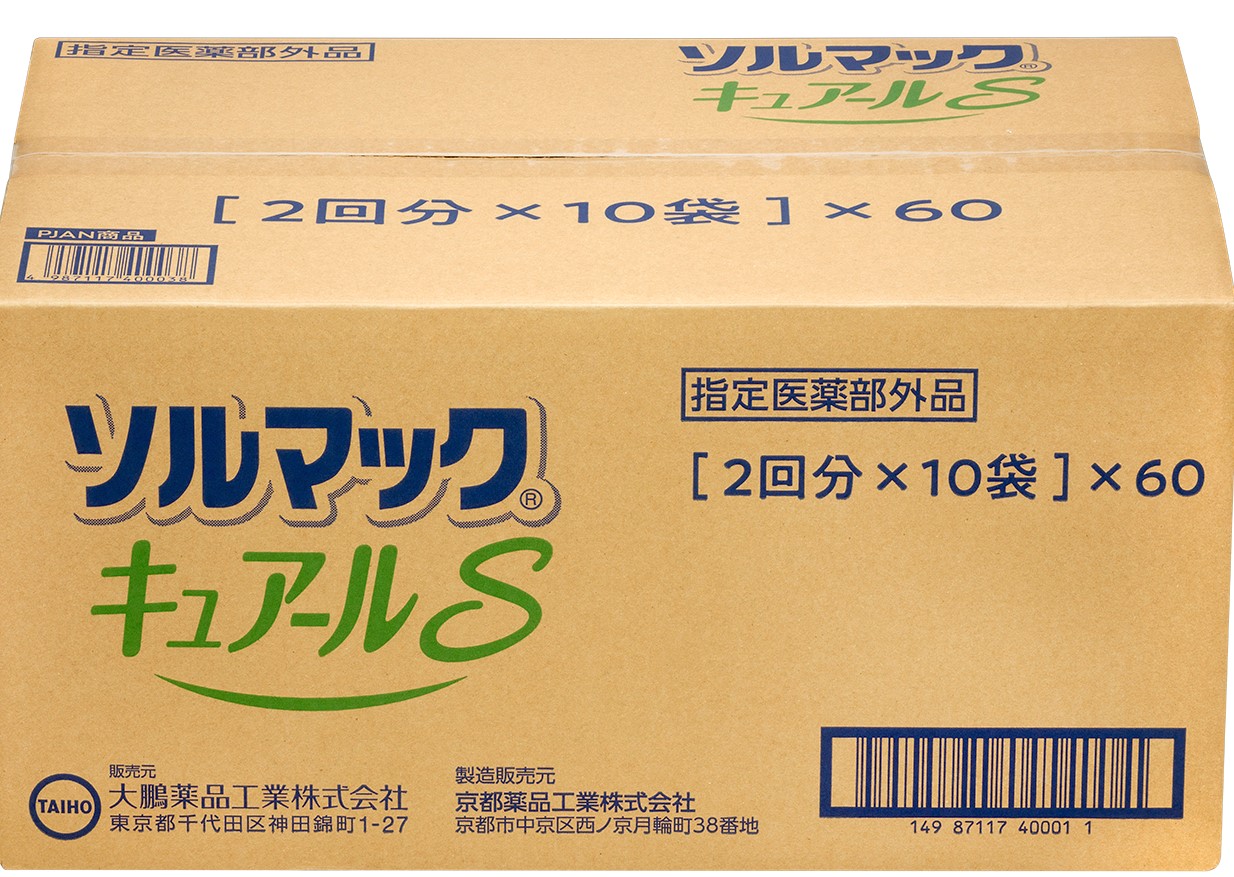 指定医薬部外品
ソルマック®
キュアールS
[2回分×10袋]×60
PJAN商品
4 987117 400038
ソルマック®
キュアールS
指定医薬部外品
[2回分×10袋]×60
TAIHO
販売元
大鵬薬品工業株式会社
東京都千代田区神田錦町1-27
製造販売元
京都薬品工業株式会社
京都市中京区西ノ京月輪町38番地
149 87117 40001 1